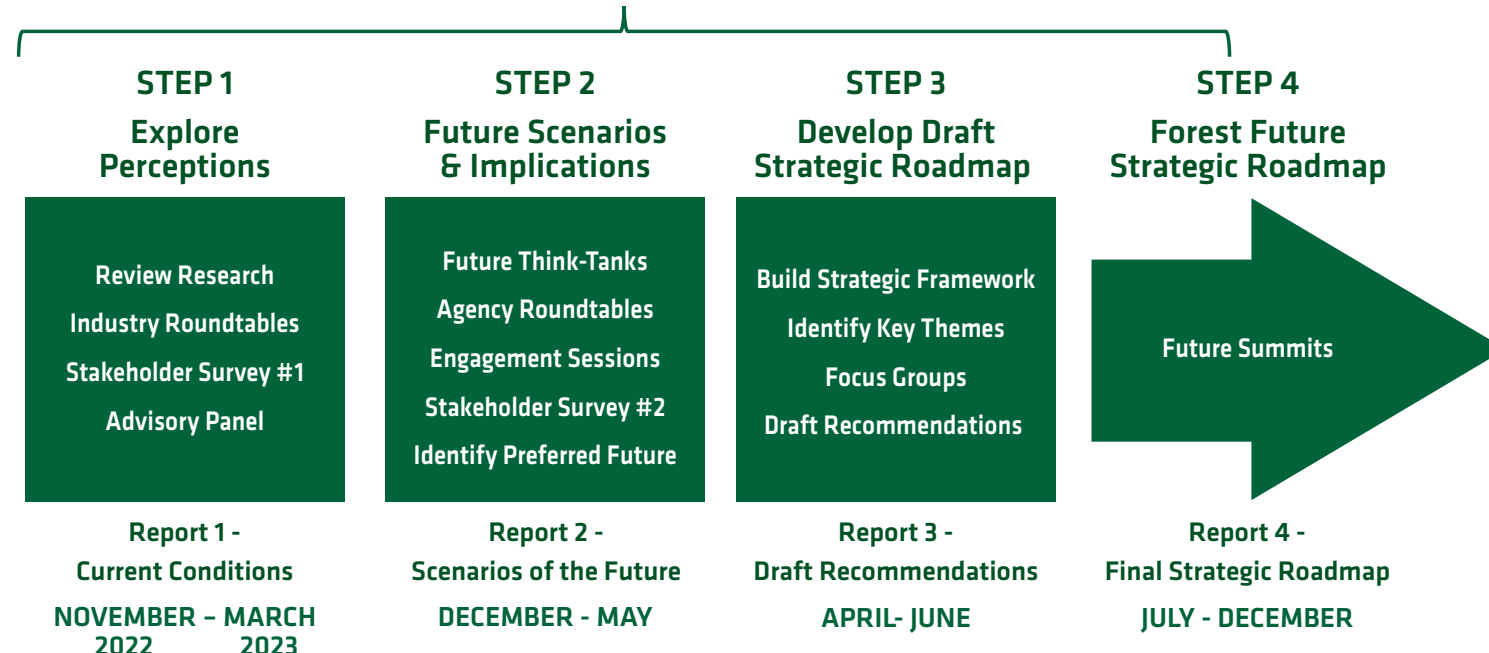 STEP 1
Explore
Perceptions
Review Research
Industry Roundtables
Stakeholder Survey #1
Advisory Panel
Report 1 -
Current Conditions
NOVEMBER – MARCH
2022 2023
STEP 2
Future Scenarios
& Implications
Future Think-Tanks
Agency Roundtables
Engagement Sessions
Stakeholder Survey #2
Identify Preferred Future
Report 2 -
Scenarios of the Future
DECEMBER - MAY
STEP 3
Develop Draft
Strategic Roadmap
Build Strategic Framework
Identify Key Themes
Focus Groups
Draft Recommendations
Report 3 -
Draft Recommendations
APRIL- JUNE
STEP 4
Forest Future
Strategic Roadmap
Future Summits
Report 4 -
Final Strategic Roadmap
JULY - DECEMBER